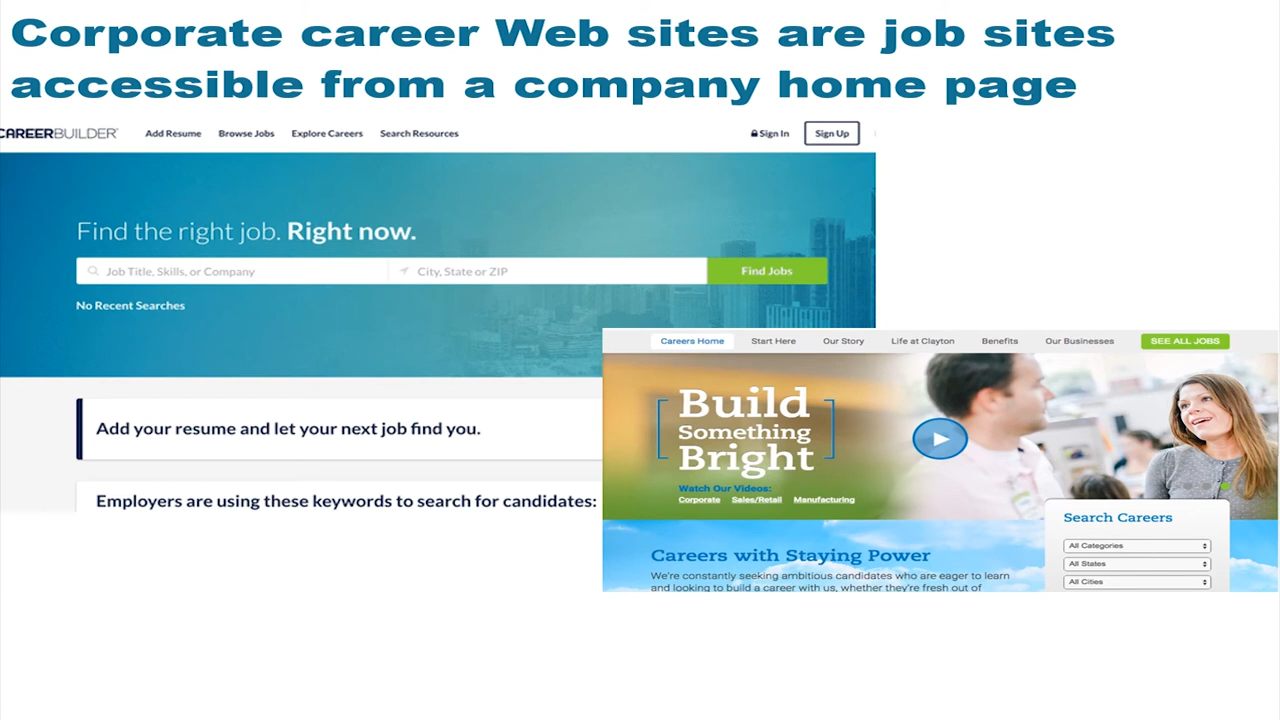 Corporate career Web sites are job sites
accessible from a company home page
CAREERBUILDER Add Resume Browse Jobs Explore Careers Search Resources Sign In Sign Up
Find the right job. Right now.
Job Title, Skills, or Company City, State or ZIP Find Jobs
No Recent Searches
Add your resume and let your next job find you.
Employers are using these keywords to search for candidates:
Careers Home Start Here Our Story Life at Clayton Benefits Our Businesses SEE ALL JOBS
Build
Something
Bright
Watch Our Videos:
Corporate Sales/Retail Manufacturing
Search Careers
All Categories
All States
All Cities
Careers with Staying Power
We're constantly seeking ambitious candidates who are eager to learn
and looking to build a career with us, whether they're fresh out of